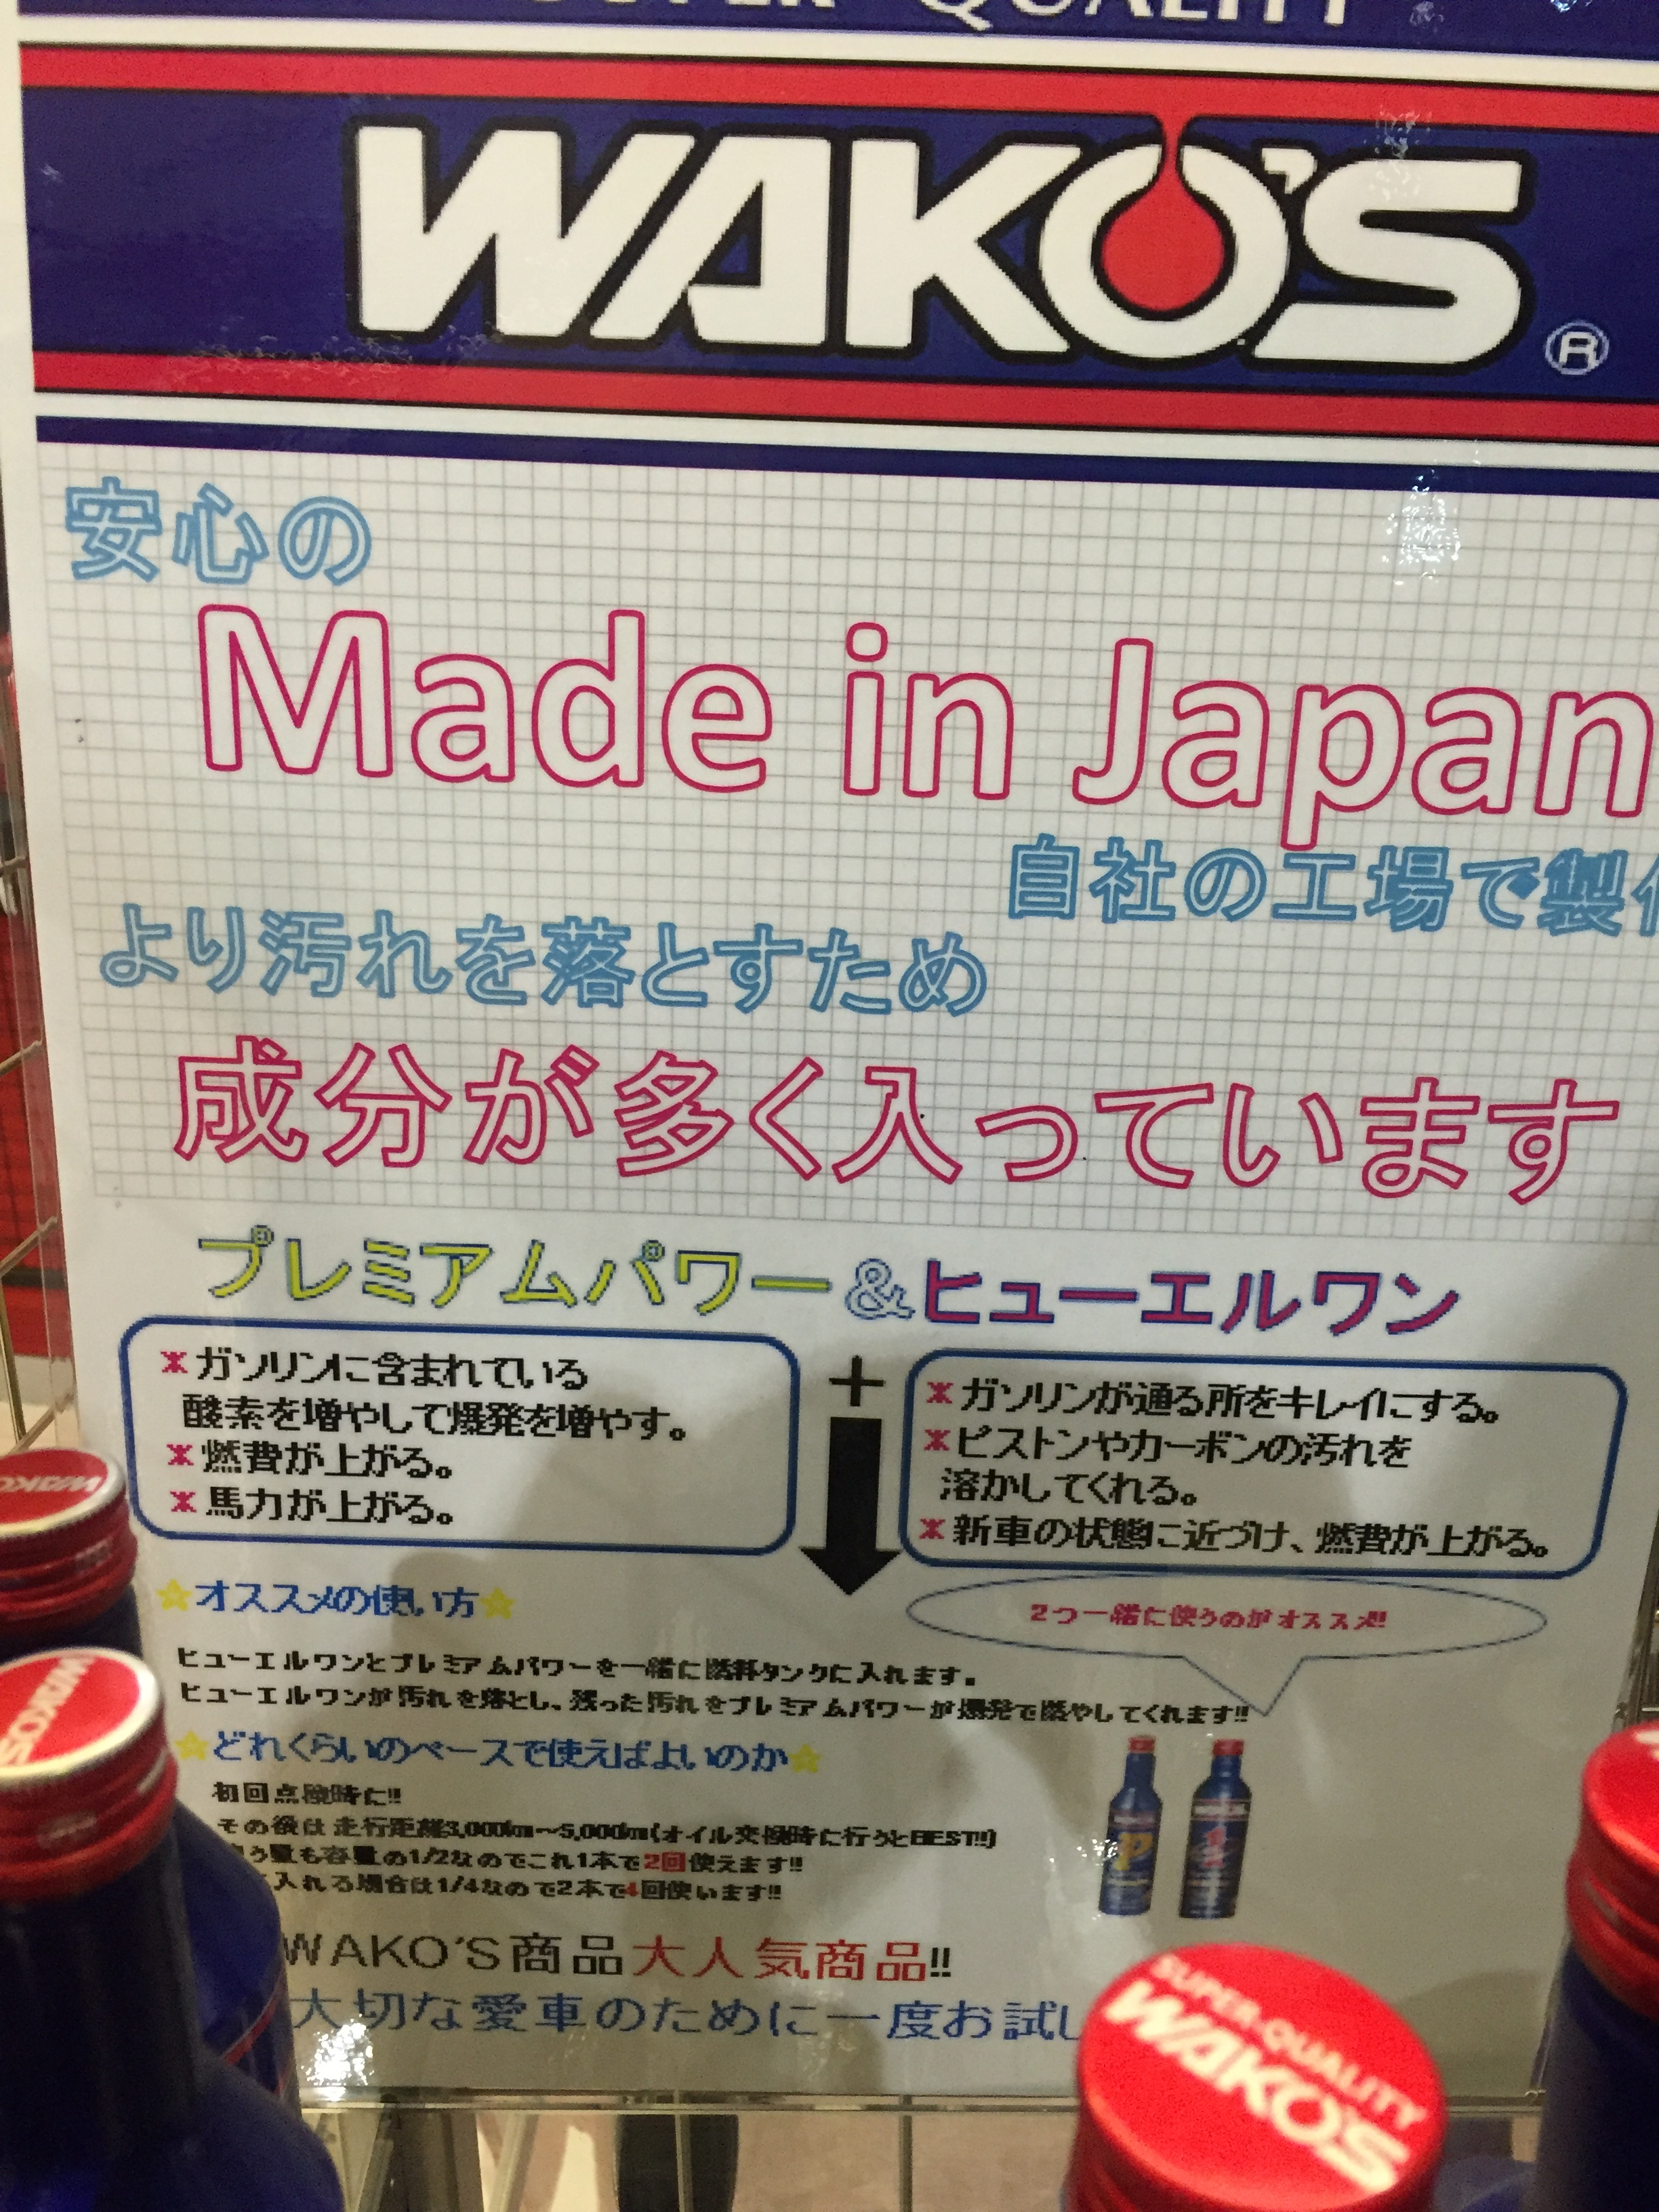 SUPER QUALITY
WAKO'S
®
安心の
Made in Japan
自社の工場で製
より汚れを落とすため
成分が多く入っています
プレミアムパワー&ヒューエルワン
※ガソリンに含まれている
酸素を増やして爆発を増やす。
※燃費が上がる。
※馬力が上がる。
+
※ガソリンが通る所をキレイにする。
※ピストンやカーボンの汚れを
溶かしてくれる。
※新車の状態に近づけ、燃費が上がる。
☆オススメの使い方☆
2つ一緒に使うのがオススメ!!
ヒューエルワンとプレミアムパワーを一緒に燃料タンクに入れます。
ヒューエルワンが汚れを落とし、残った汚れをプレミアムパワーが爆発で燃やしてくれます!!
☆どれくらいのペースで使えばよいのか☆
初回点検時に!!
その後は走行距離3,000km〜5,000km(オイル交換時に行うとBEST!!)
う量も容量の1/2なのでこれ1本で2回使えます!!
入れる場合は1/4なので2本で4回使います!!
WAKO'S商品大人気商品!!
大切な愛車のために一度お試し
WAKO'S
WAKO'S
SUPER-QUALITY
WAKO'S